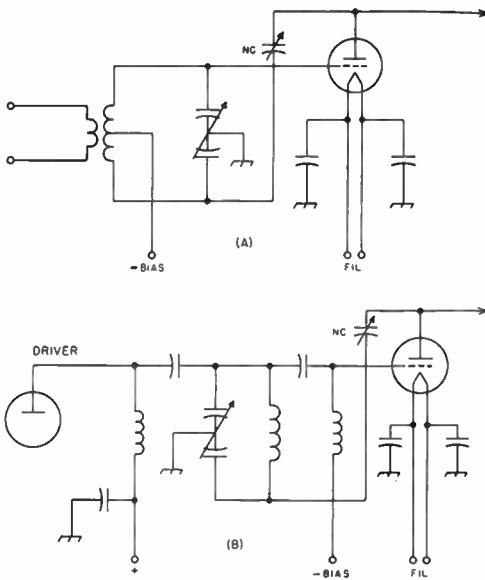 NC
(A)
–BIAS
FIL
DRIVER
NC
(B)
+
–BIAS
FIL